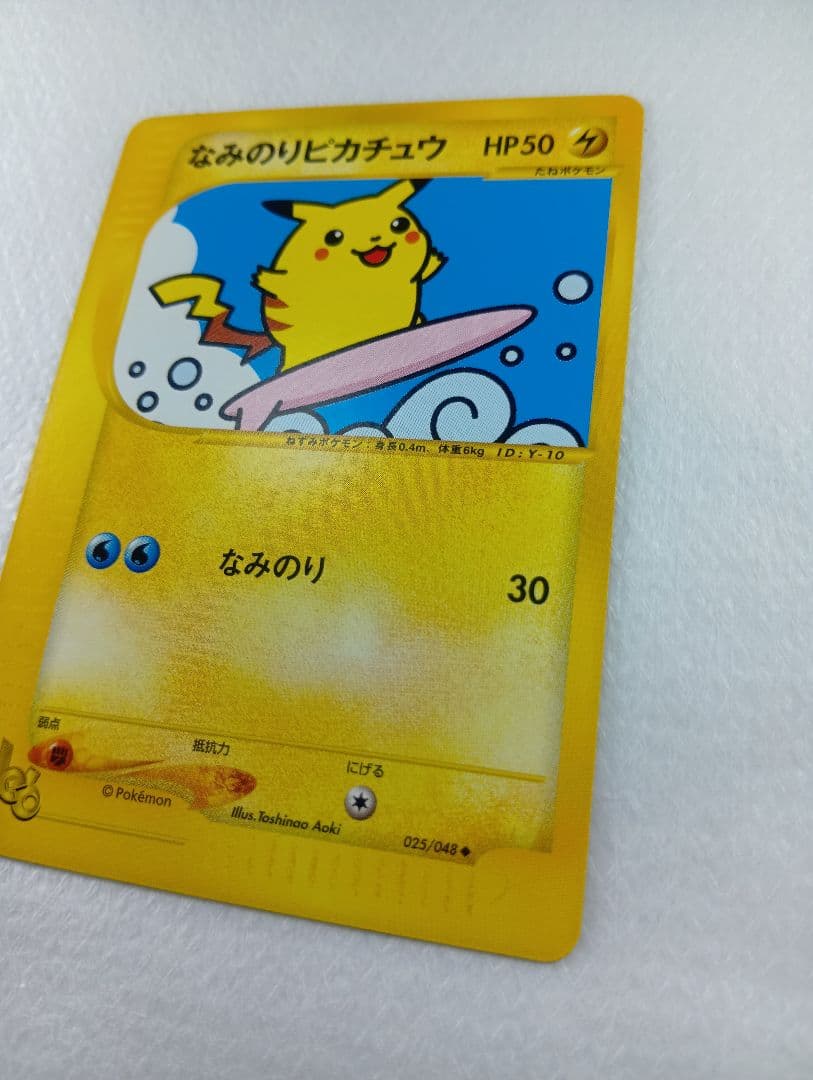 なみのりピカチュウ HP50
たねポケモン
ねずみポケモン：身長0.4m、体重6kg ID:Y-10
なみのり 30
弱点
抵抗力
にげる
©Pokémon
Illus.Toshinao Aoki
025/048◆